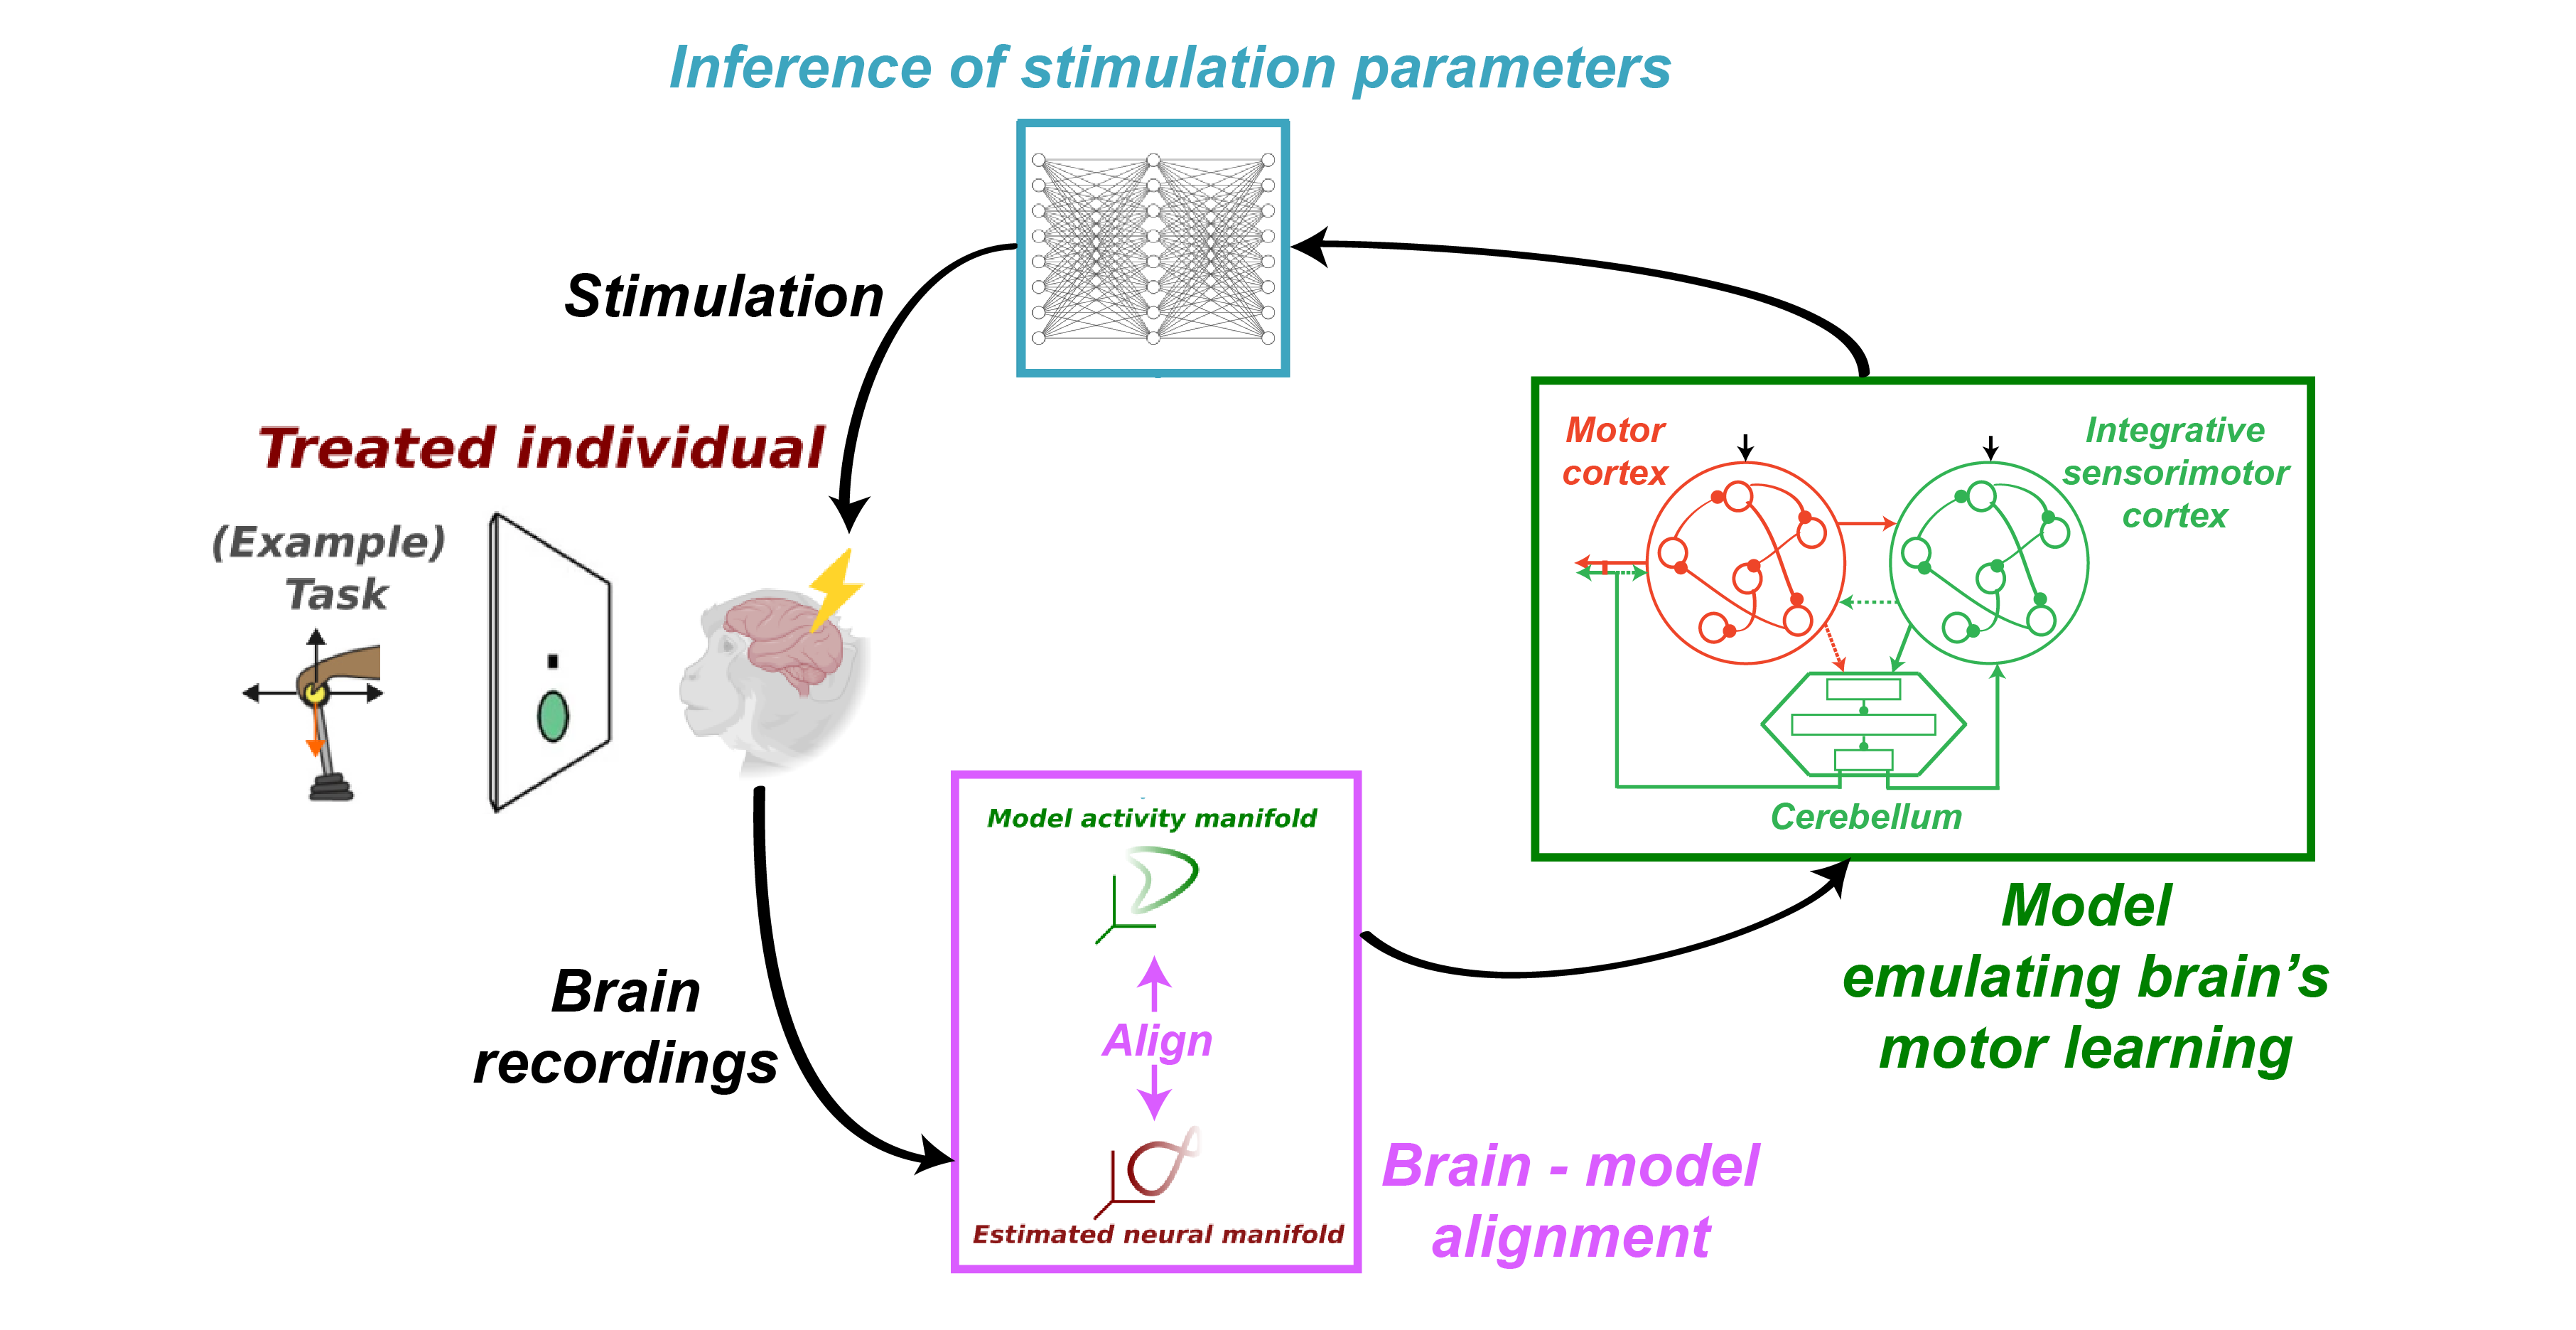 Inference of stimulation parameters
Stimulation
Treated individual
(Example)
Task
Motor
cortex
Integrative
sensorimotor
cortex
Cerebellum
Model
emulating brain’s
motor learning
Brain
recordings
Model activity manifold
Align
Estimated neural manifold
Brain - model
alignment